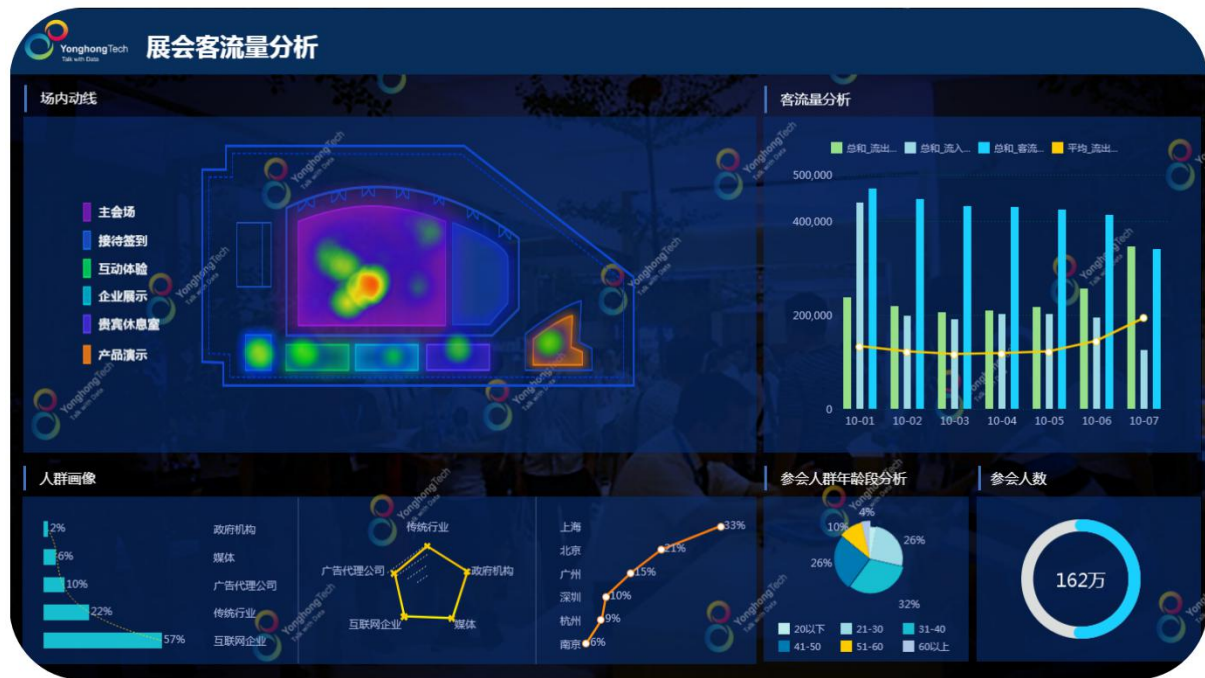 YonghongTech
Talk with Data
展会客流量分析
场内动线
主会场
接待签到
互动体验
企业展示
贵宾休息室
产品演示
客流量分析
总和_流出... 总和_流入... 总和_客流... 平均_流出...
500,000
400,000
200,000
0
10-01 10-02 10-03 10-04 10-05 10-06 10-07
人群画像
2% 政府机构
6% 媒体
10% 广告代理公司
22% 传统行业
57% 互联网企业
传统行业
广告代理公司
政府机构
互联网企业
媒体
上海 33%
北京 21%
广州 15%
深圳 10%
杭州 9%
南京 6%
参会人群年龄段分析
4%
10%
26%
26%
32%
20以下 21-30 31-40
41-50 51-60 60以上
参会人数
162万
YonghongTech
Talk with Data